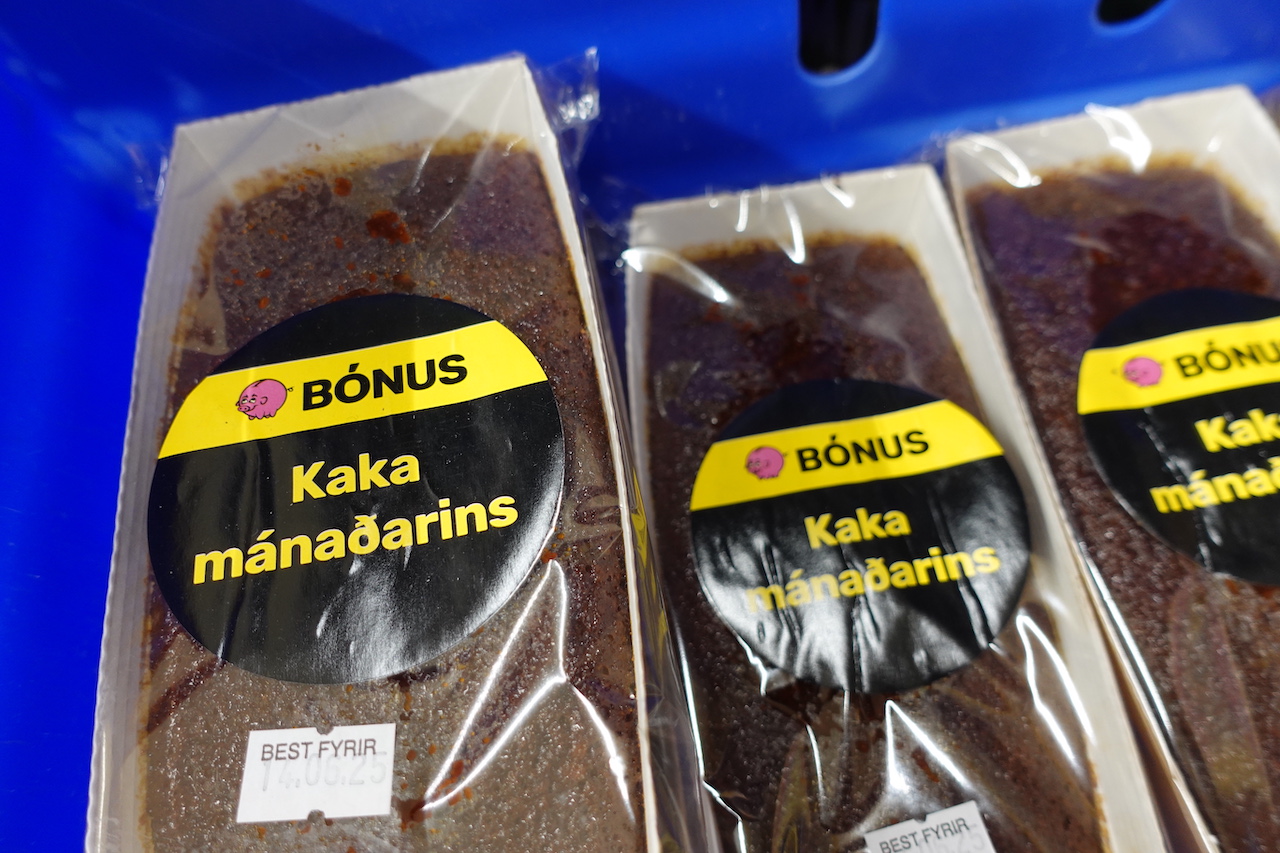 BÓNUS
Kaka
mánaðarins
BEST FYRIR
14.06.25
BÓNUS
Kaka
mánaðarins
BEST FYRIR
BÓNUS